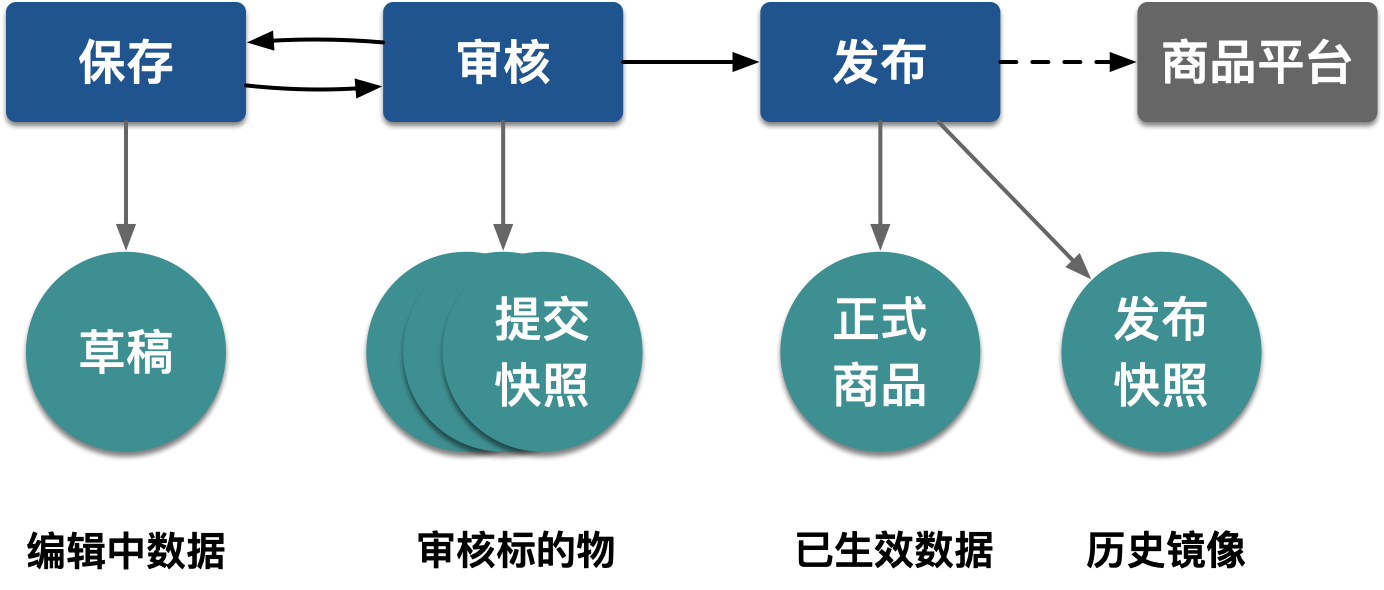 保存
审核
发布
商品平台
草稿
提交
快照
正式
商品
发布
快照
编辑中数据
审核标的物
已生效数据
历史镜像